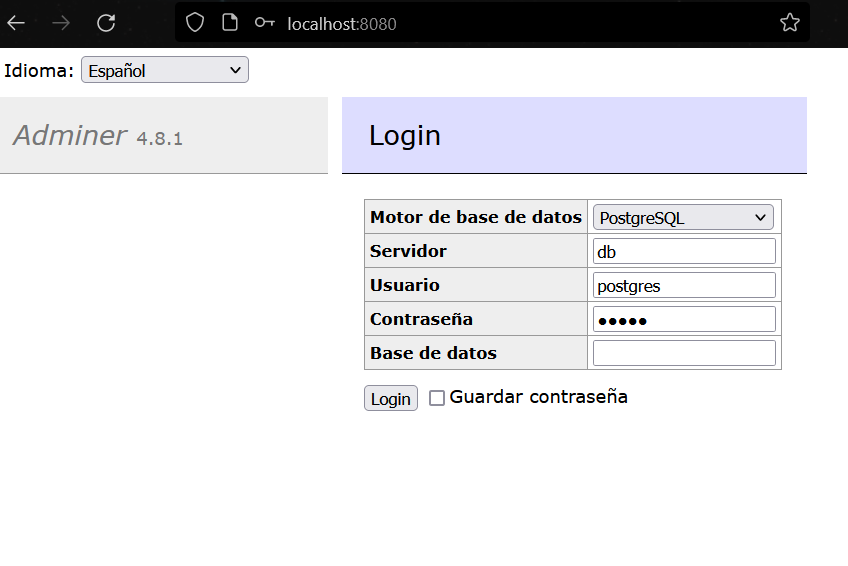 localhost:8080
Idioma: Español
Adminer 4.8.1
Login
Motor de base de datos PostgreSQL
Servidor db
Usuario postgres
Contraseña ●●●●●
Base de datos
Login Guardar contraseña